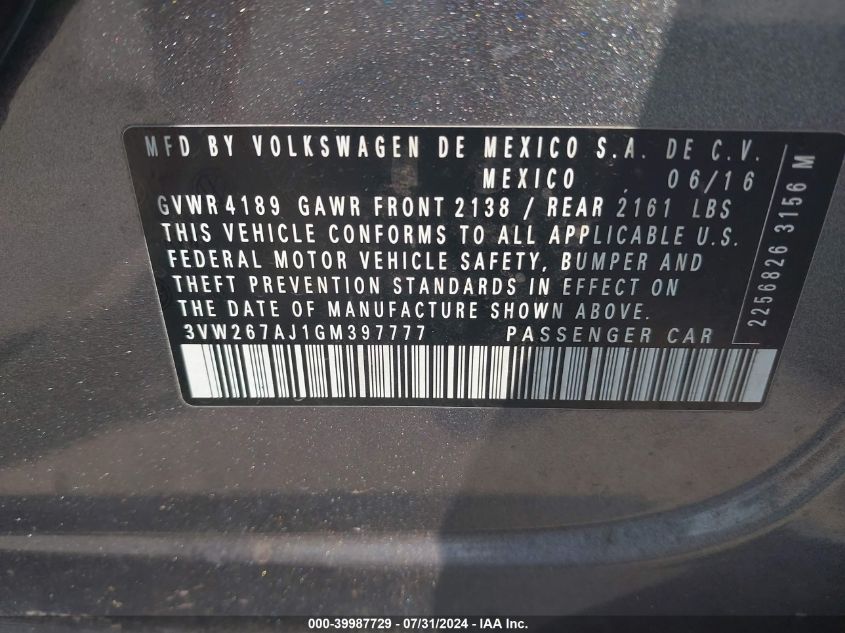 MFD BY VOLKSWAGEN DE MEXICO S.A. DE C.V.
MEXICO 06/16
GVWR 4189 GAWR FRONT 2138 / REAR 2161 LBS
THIS VEHICLE CONFORMS TO ALL APPLICABLE U.S.
FEDERAL MOTOR VEHICLE SAFETY, BUMPER AND
THEFT PREVENTION STANDARDS IN EFFECT ON
THE DATE OF MANUFACTURE SHOWN ABOVE.
3VW267AJ1GM397777 PASSENGER CAR
2256826 3156 M
000-39987729 - 07/31/2024 - IAA Inc.